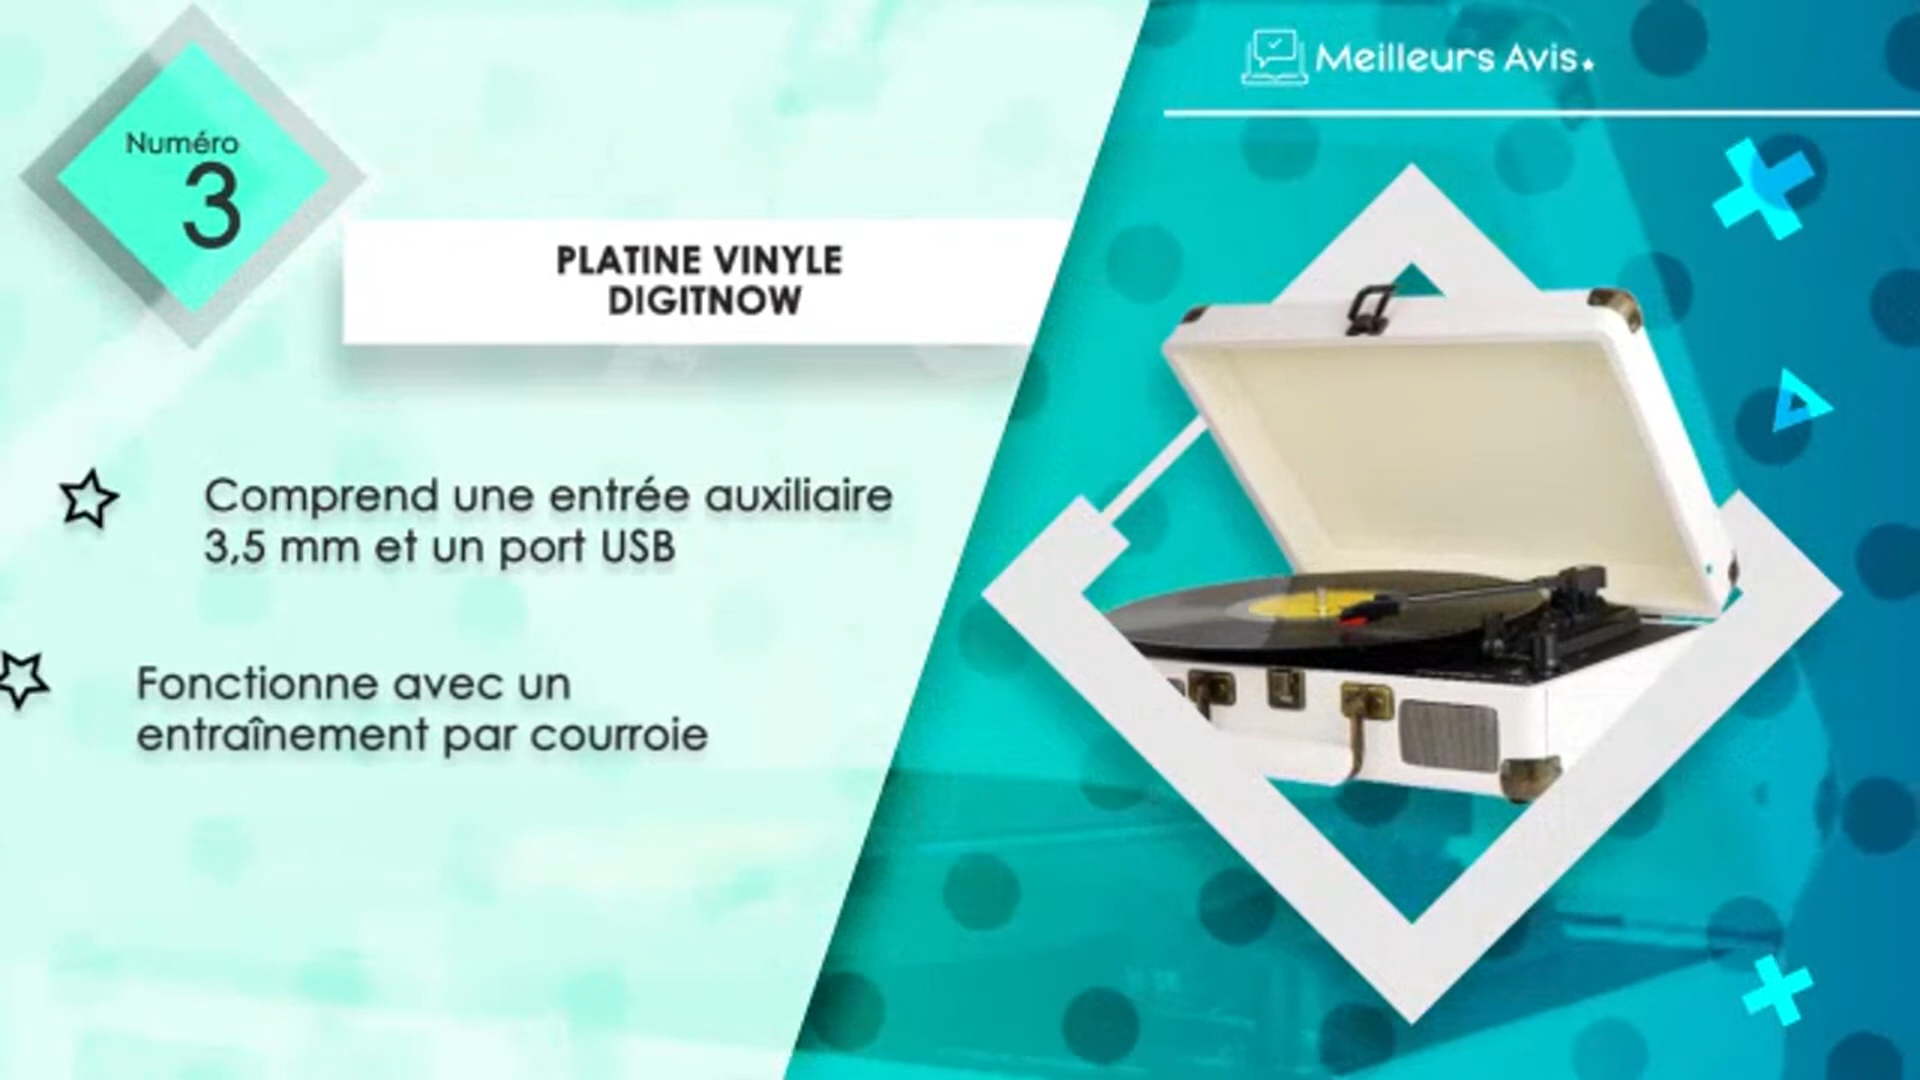 Numéro
3
Meilleurs Avis
PLATINE VINYLE
DIGITNOW
Comprend une entrée auxiliaire
3,5 mm et un port USB
Fonctionne avec un
entraînement par courroie